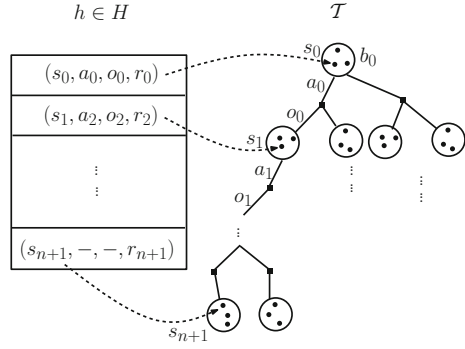 h ∈ H
(s₀, a₀, o₀, r₀)
(s₁, a₂, o₂, r₂)
⋮
⋮
(sₙ₊₁, −, −, rₙ₊₁)
𝒯
s₀ b₀
a₀
o₀
s₁
a₁
o₁
⋮
⋮
⋮
sₙ₊₁